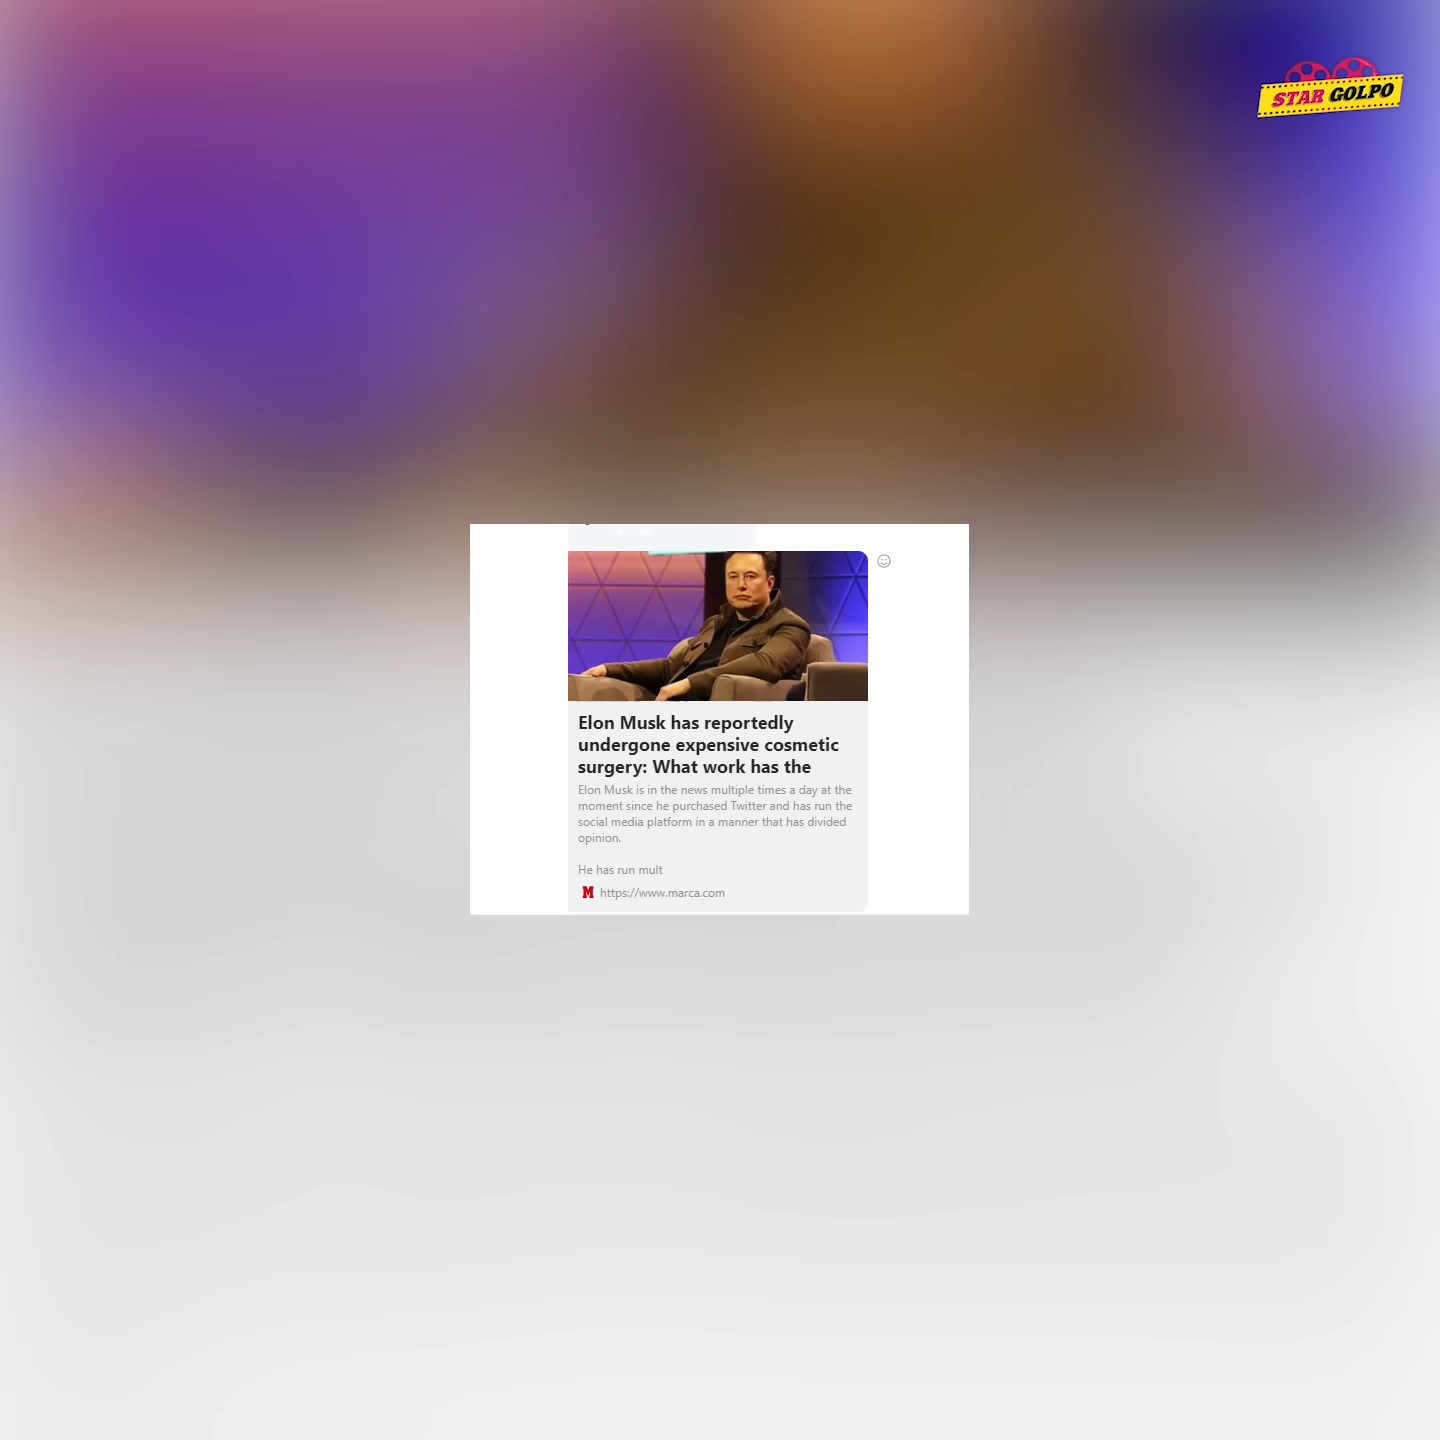 STAR GOLPO
Elon Musk has reportedly
undergone expensive cosmetic
surgery: What work has the
Elon Musk is in the news multiple times a day at the
moment since he purchased Twitter and has run the
social media platform in a manner that has divided
opinion.
He has run mult
https://www.marca.com